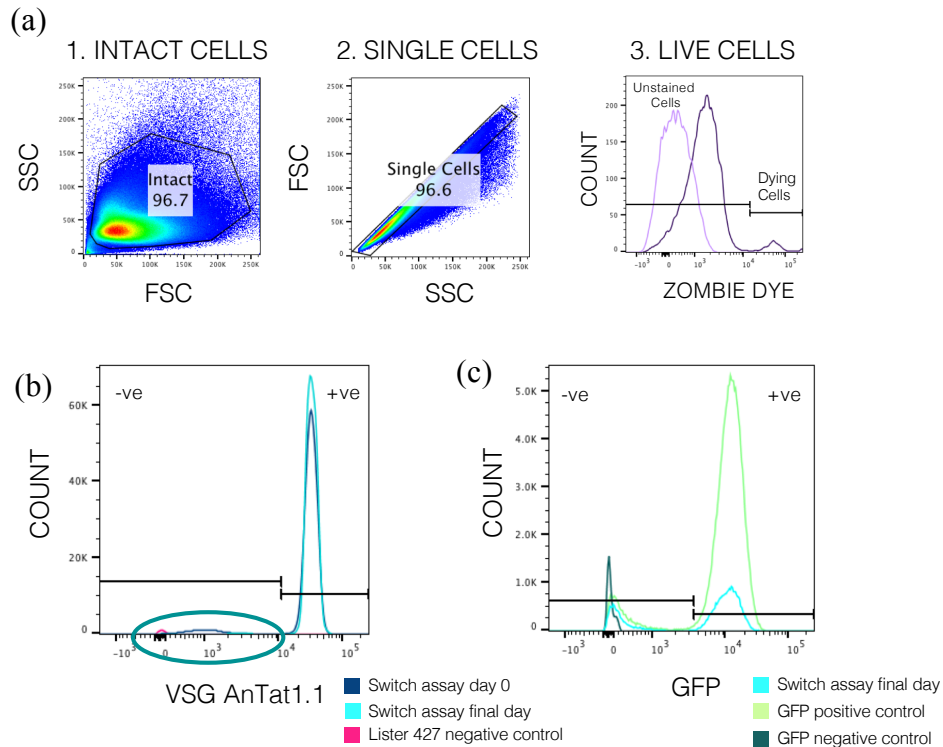 (a)
1. INTACT CELLS
2. SINGLE CELLS
3. LIVE CELLS
SSC
250K
200K
150K
100K
50K
0
Intact
96.7
0
50K
100K
150K
200K
250K
FSC
FSC
250K
200K
150K
100K
50K
0
Single Cells
96.6
0
50K
100K
150K
200K
250K
SSC
COUNT
250
200
150
100
50
0
Unstained
Cells
Dying
Cells
-10³
0
10³
10⁴
10⁵
ZOMBIE DYE
(b)
COUNT
-ve
+ve
60K
40K
20K
0
-10³
0
10³
10⁴
10⁵
VSG AnTat1.1
Switch assay day 0
Switch assay final day
Lister 427 negative control
(c)
COUNT
-ve
+ve
5.0K
4.0K
3.0K
2.0K
1.0K
0
-10³
0
10³
10⁴
10⁵
GFP
Switch assay final day
GFP positive control
GFP negative control